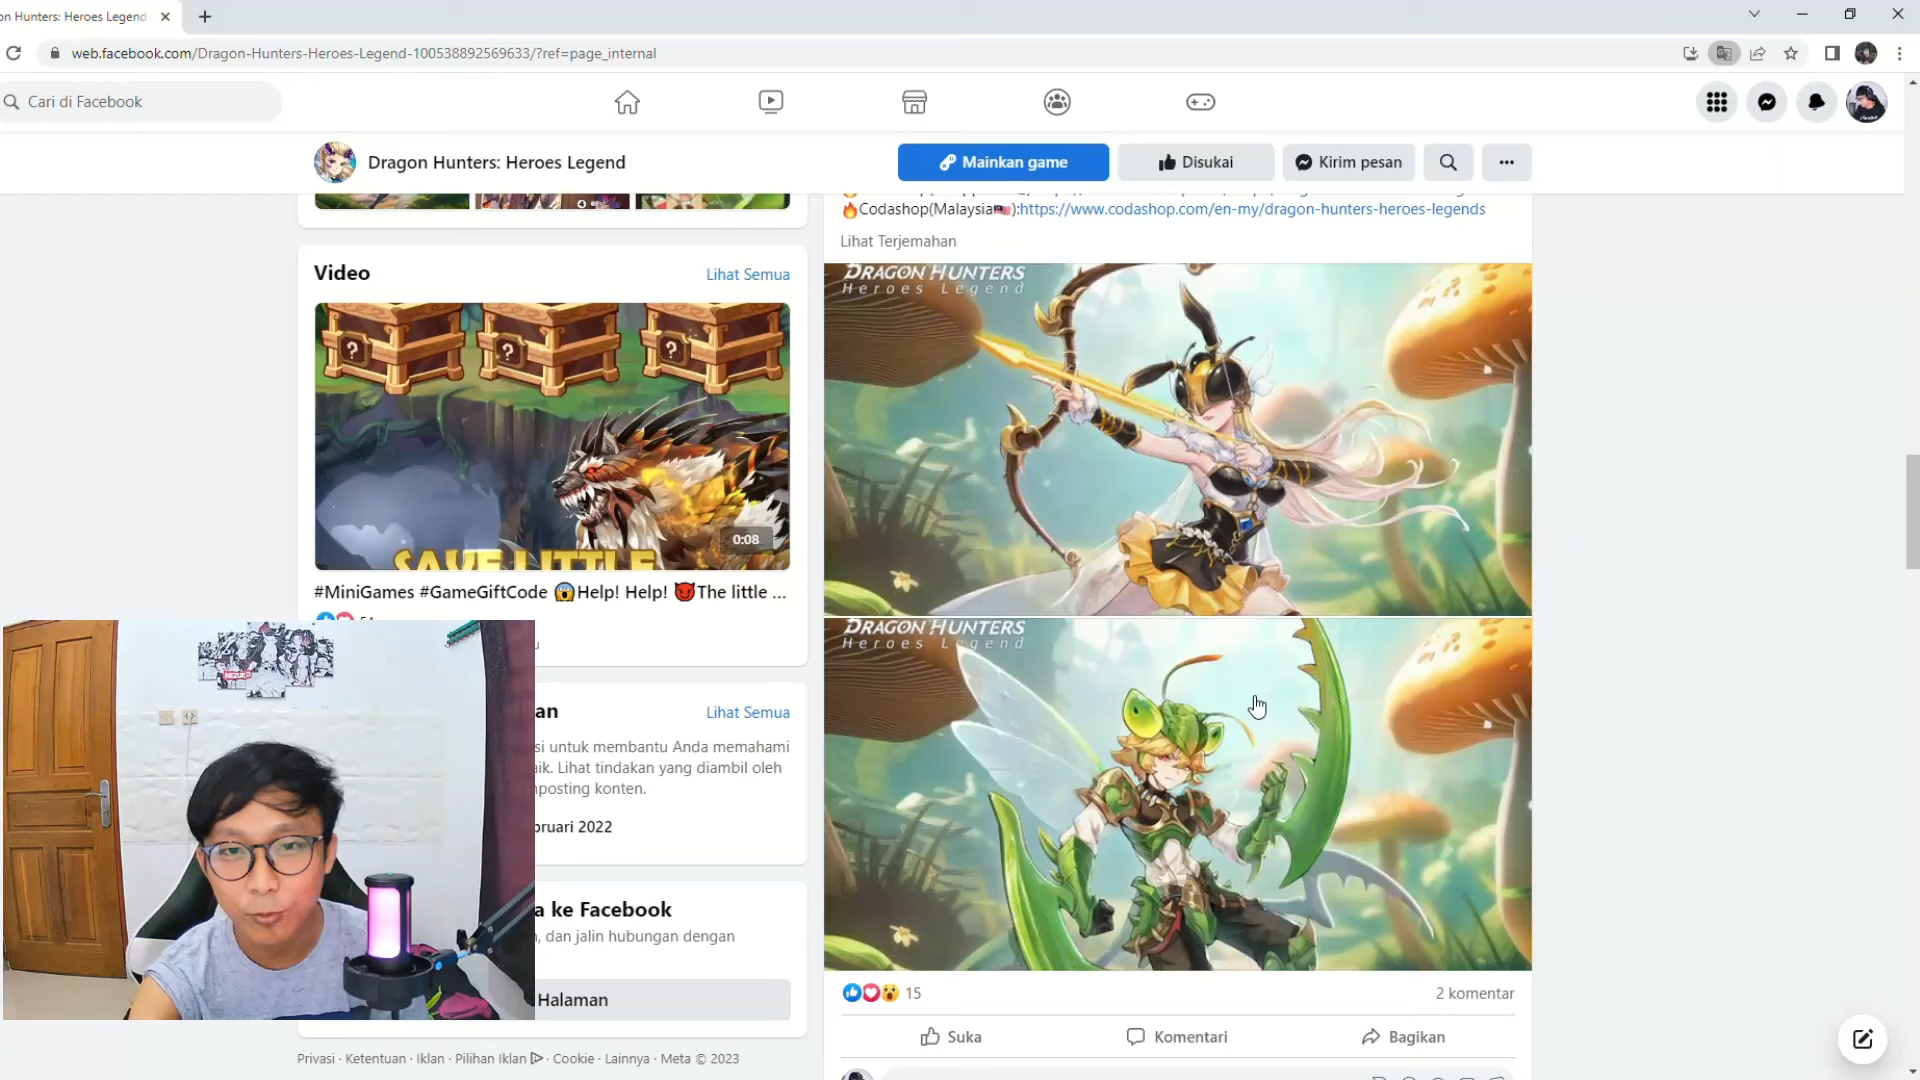 on Hunters: Heroes Legend
web.facebook.com/Dragon-Hunters-Heroes-Legend-100538892569633/?ref=page_internal
Cari di Facebook
Dragon Hunters: Heroes Legend
Mainkan game
Disukai
Kirim pesan
🔥Codashop(Malaysia🇲🇾):https://www.codashop.com/en-my/dragon-hunters-heroes-legends
Lihat Terjemahan
Video
Lihat Semua
SAVE LITTLE
0:08
#MiniGames #GameGiftCode 😱Help! Help! 👿The little ...
an
Lihat Semua
si untuk membantu Anda memahami
aik. Lihat tindakan yang diambil oleh
posting konten.
bruari 2022
a ke Facebook
n, dan jalin hubungan dengan
Halaman
Privasi · Ketentuan · Iklan · Pilihan Iklan · Cookie · Lainnya · Meta © 2023
NEZUKO
DRAGON HUNTERS
Heroes Legend
DRAGON HUNTERS
Heroes Legend
15
2 komentar
Suka
Komentari
Bagikan